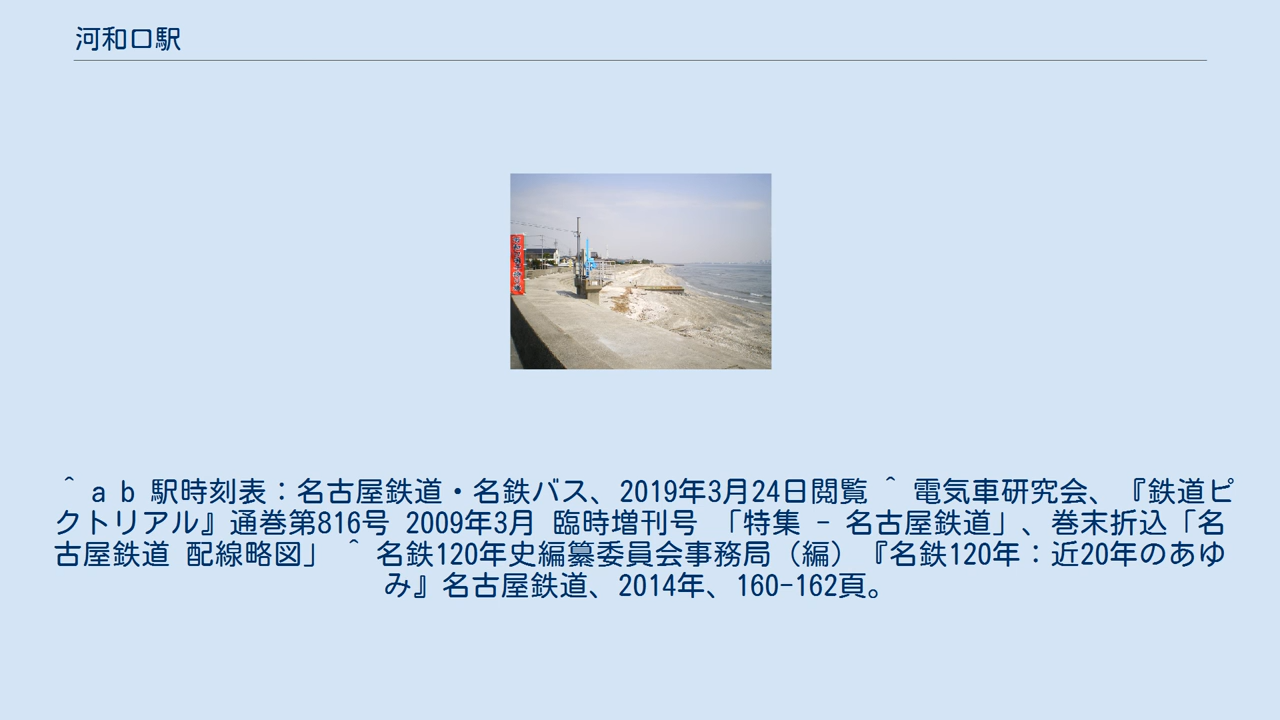 河和口駅
^ a b 駅時刻表：名古屋鉄道・名鉄バス、2019年3月24日閲覧 ^ 電気車研究会、『鉄道ピ
クトリアル』通巻第816号 2009年3月 臨時増刊号 「特集 - 名古屋鉄道」、巻末折込「名
古屋鉄道 配線略図」 ^ 名鉄120年史編纂委員会事務局（編）『名鉄120年：近20年のあゆ
み』名古屋鉄道、2014年、160-162頁。